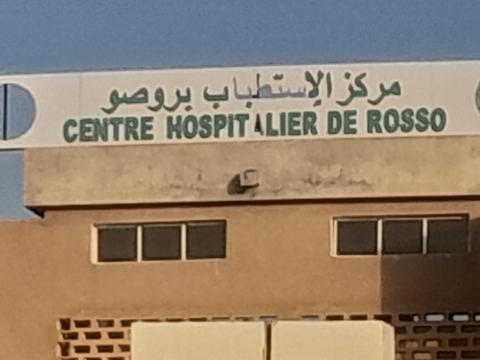 مركز الإستطباب بروصو
CENTRE HOSPITALIER DE ROSSO